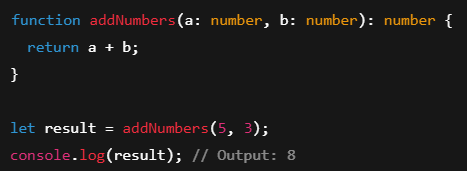 function addNumbers(a: number, b: number): number {
  return a + b;
}

let result = addNumbers(5, 3);
console.log(result); // Output: 8